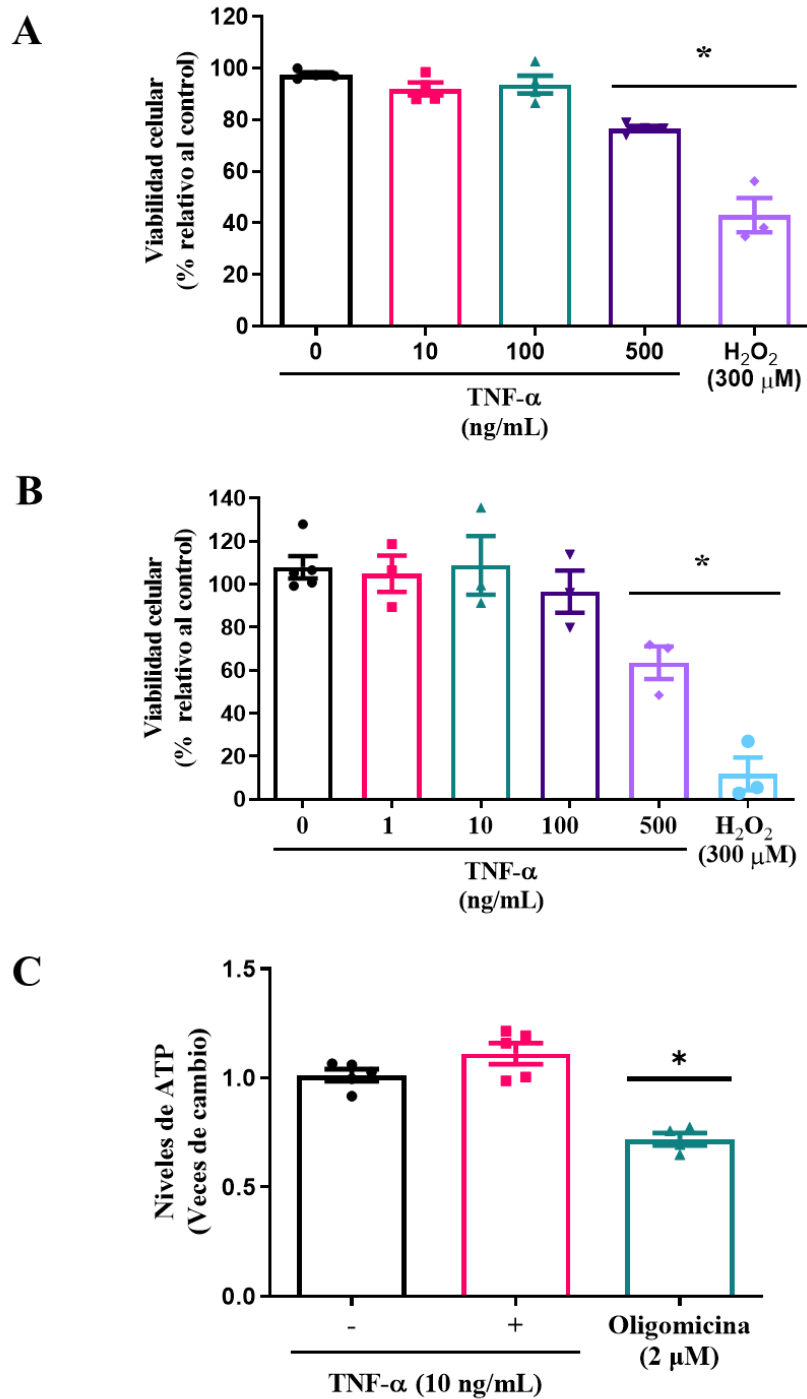 A
Viabilidad celular
(% relativo al control)
120
100
80
60
40
20
0
*
0 10 100 500 H₂O₂
(300 μM)
TNF-α
(ng/mL)
B
Viabilidad celular
(% relativo al control)
140
120
100
80
60
40
20
0
*
0 1 10 100 500 H₂O₂
(300 μM)
TNF-α
(ng/mL)
C
Niveles de ATP
(Veces de cambio)
1.5
1.0
0.5
0.0
*
- + Oligomicina
(2 μM)
TNF-α (10 ng/mL)